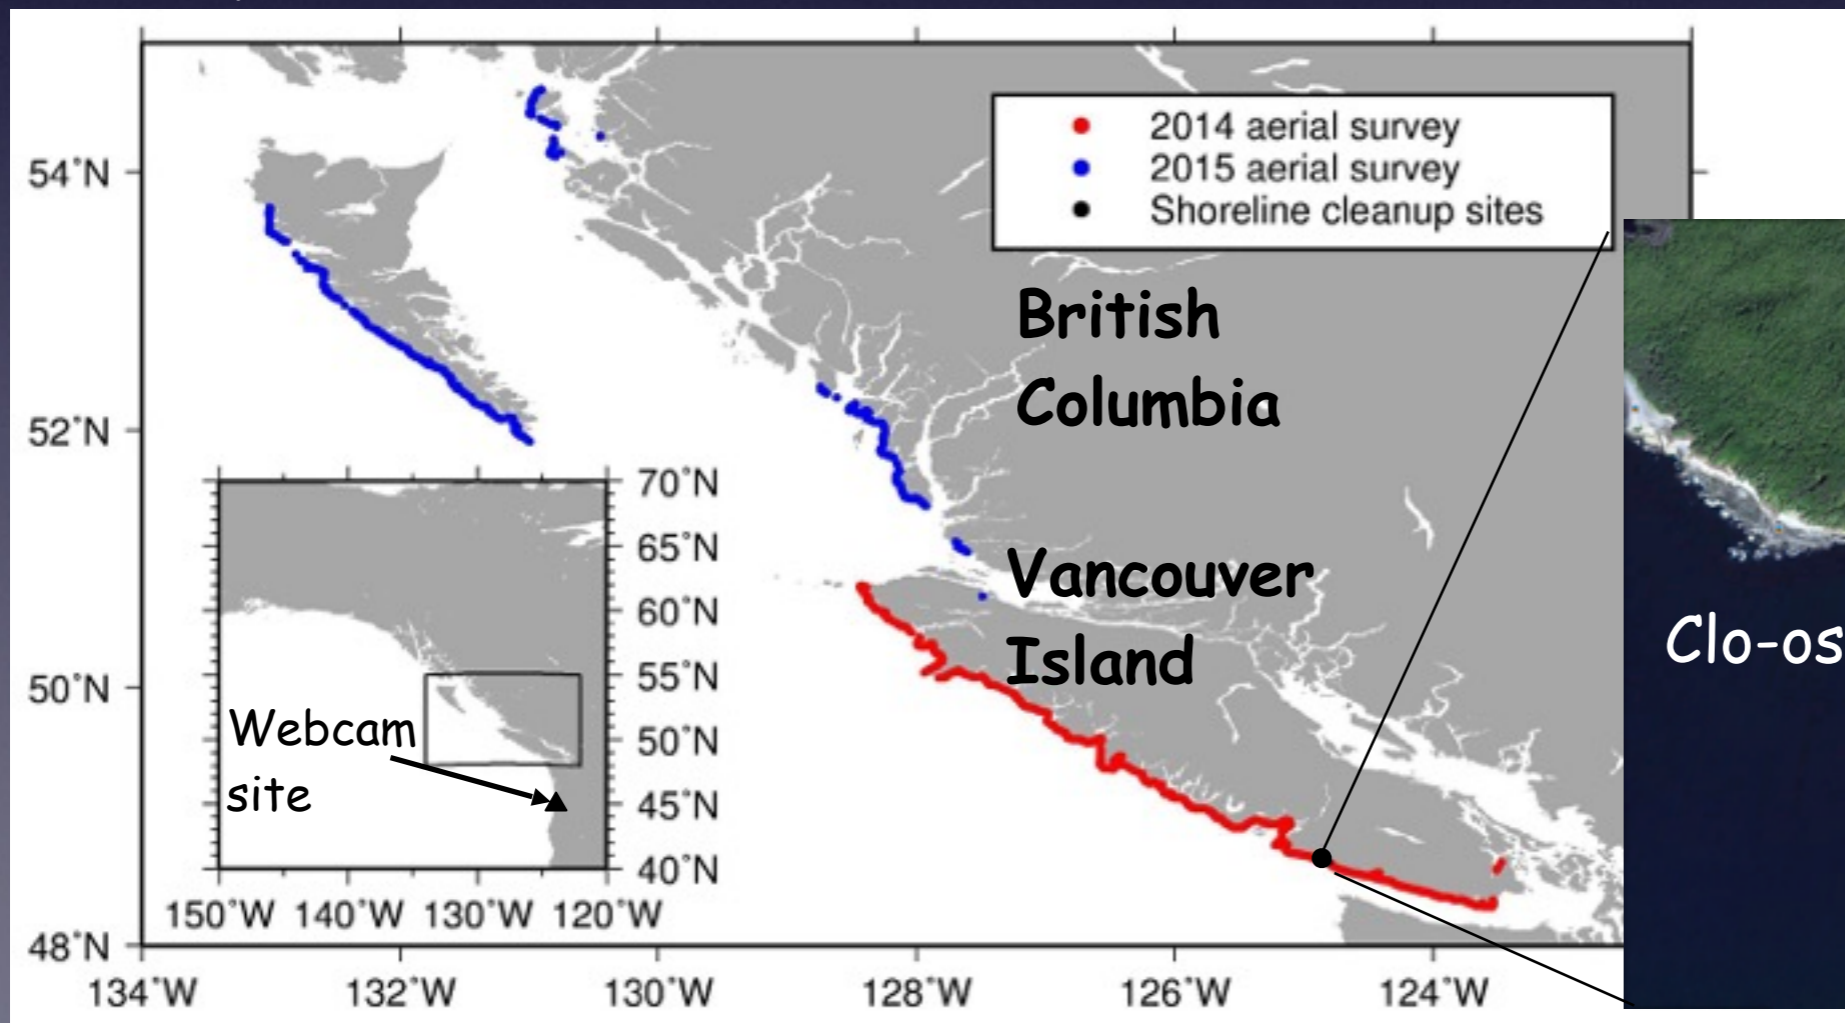 2014 aerial survey
2015 aerial survey
Shoreline cleanup sites
54°N
52°N
50°N
48°N
134°W 132°W 130°W 128°W 126°W 124°W
British
Columbia
Vancouver
Island
70°N
65°N
60°N
55°N
50°N
45°N
40°N
150°W 140°W 130°W 120°W
Webcam
site
Clo-os